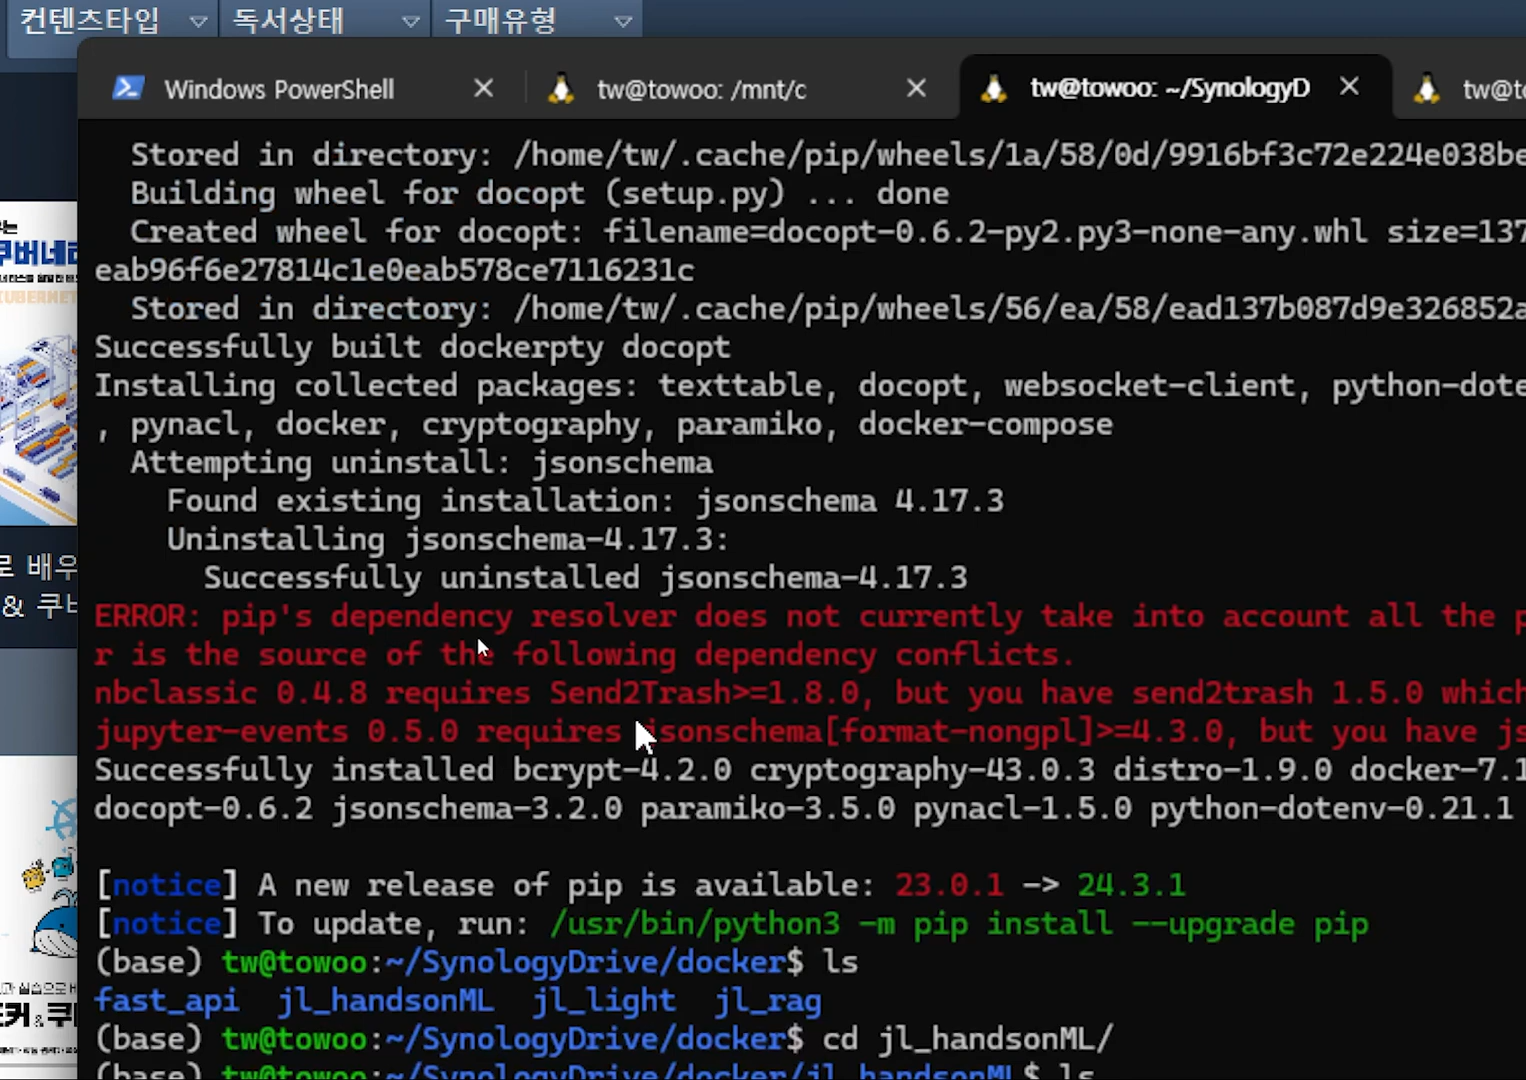 컨텐츠타입 독서상태 구매유형
Windows PowerShell tw@towoo: /mnt/c tw@towoo: ~/SynologyD
Stored in directory: /home/tw/.cache/pip/wheels/1a/58/0d/9916bf3c72e224e038be
Building wheel for docopt (setup.py) ... done
Created wheel for docopt: filename=docopt-0.6.2-py2.py3-none-any.whl size=137
eab96f6e27814c1e0eab578ce7116231c
Stored in directory: /home/tw/.cache/pip/wheels/56/ea/58/ead137b087d9e326852a
Successfully built dockerpty docopt
Installing collected packages: texttable, docopt, websocket-client, python-dote
, pynacl, docker, cryptography, paramiko, docker-compose
Attempting uninstall: jsonschema
Found existing installation: jsonschema 4.17.3
Uninstalling jsonschema-4.17.3:
Successfully uninstalled jsonschema-4.17.3
ERROR: pip's dependency resolver does not currently take into account all the p
r is the source of the following dependency conflicts.
nbclassic 0.4.8 requires Send2Trash>=1.8.0, but you have send2trash 1.5.0 which
jupyter-events 0.5.0 requires jsonschema[format-nongpl]>=4.3.0, but you have js
Successfully installed bcrypt-4.2.0 cryptography-43.0.3 distro-1.9.0 docker-7.1
docopt-0.6.2 jsonschema-3.2.0 paramiko-3.5.0 pynacl-1.5.0 python-dotenv-0.21.1
[notice] A new release of pip is available: 23.0.1 -> 24.3.1
[notice] To update, run: /usr/bin/python3 -m pip install --upgrade pip
(base) tw@towoo:~/SynologyDrive/docker$ ls
fast_api jl_handsonML jl_light jl_rag
(base) tw@towoo:~/SynologyDrive/docker$ cd jl_handsonML/
(base) tw@towoo:~/SynologyDrive/docker/jl_handsonML$ ls